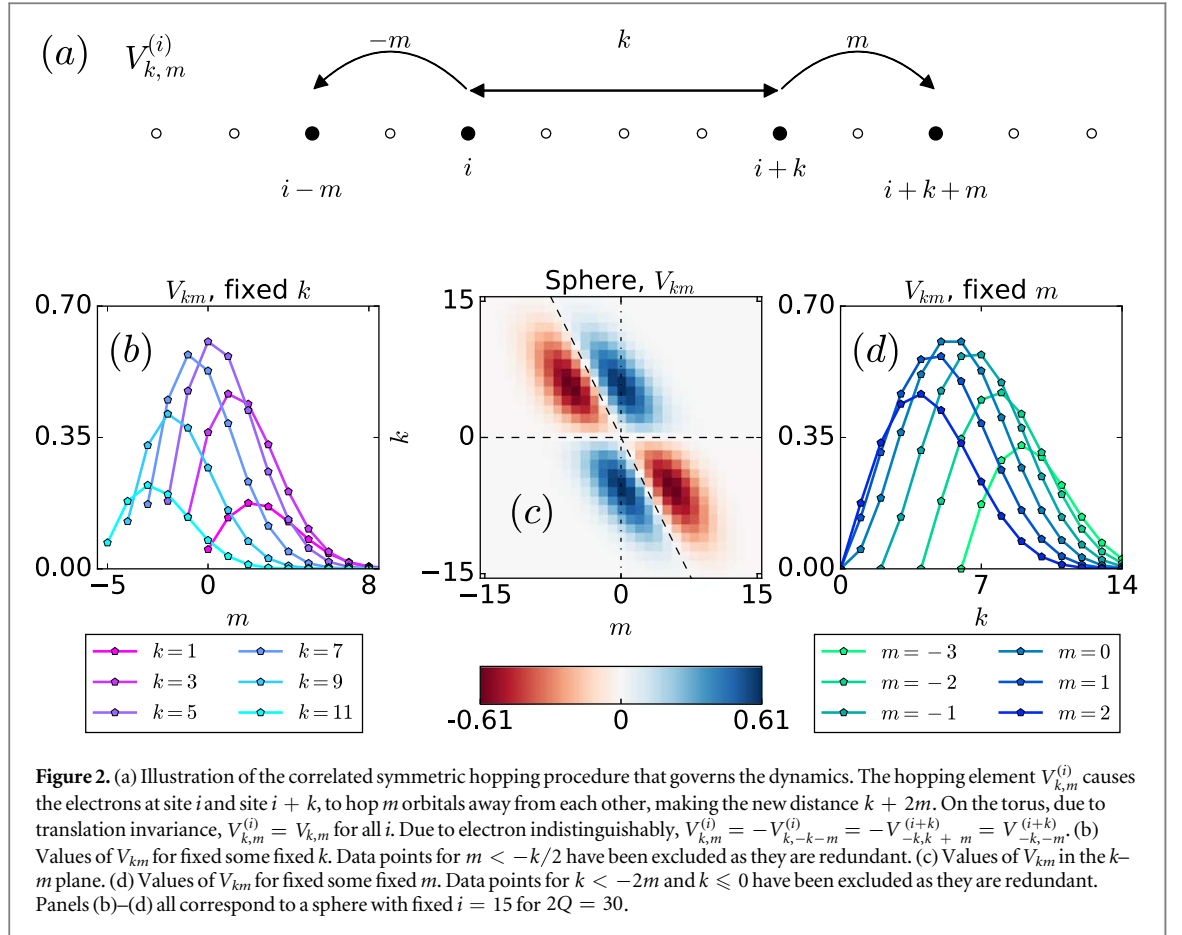 (a) V_{k,m}^{(i)} −m k m
i i + k
i − m i + k + m
V_{km}, fixed k
0.70
0.35
0.00
(b)
−5 0 8
m
k = 1 k = 7
k = 3 k = 9
k = 5 k = 11
Sphere, V_{km}
15
0
−15
k
(c)
−15 0 15
m
-0.61 0 0.61
V_{km}, fixed m
0.70
0.35
0.00
(d)
0 7 14
k
m = −3 m = 0
m = −2 m = 1
m = −1 m = 2
Figure 2. (a) Illustration of the correlated symmetric hopping procedure that governs the dynamics. The hopping element V_{k,m}^{(i)} causes
the electrons at site i and site i + k, to hop m orbitals away from each other, making the new distance k + 2m. On the torus, due to
translation invariance, V_{k,m}^{(i)} = V_{k,m} for all i. Due to electron indistinguishably, V_{k,m}^{(i)} = −V_{k,−k−m}^{(i)} = −V_{−k,k + m}^{(i+k)} = V_{−k,−m}^{(i+k)}. (b)
Values of V_{km} for fixed some fixed k. Data points for m < −k/2 have been excluded as they are redundant. (c) Values of V_{km} in the k–
m plane. (d) Values of V_{km} for fixed some fixed m. Data points for k < −2m and k ⩽ 0 have been excluded as they are redundant.
Panels (b)–(d) all correspond to a sphere with fixed i = 15 for 2Q = 30.